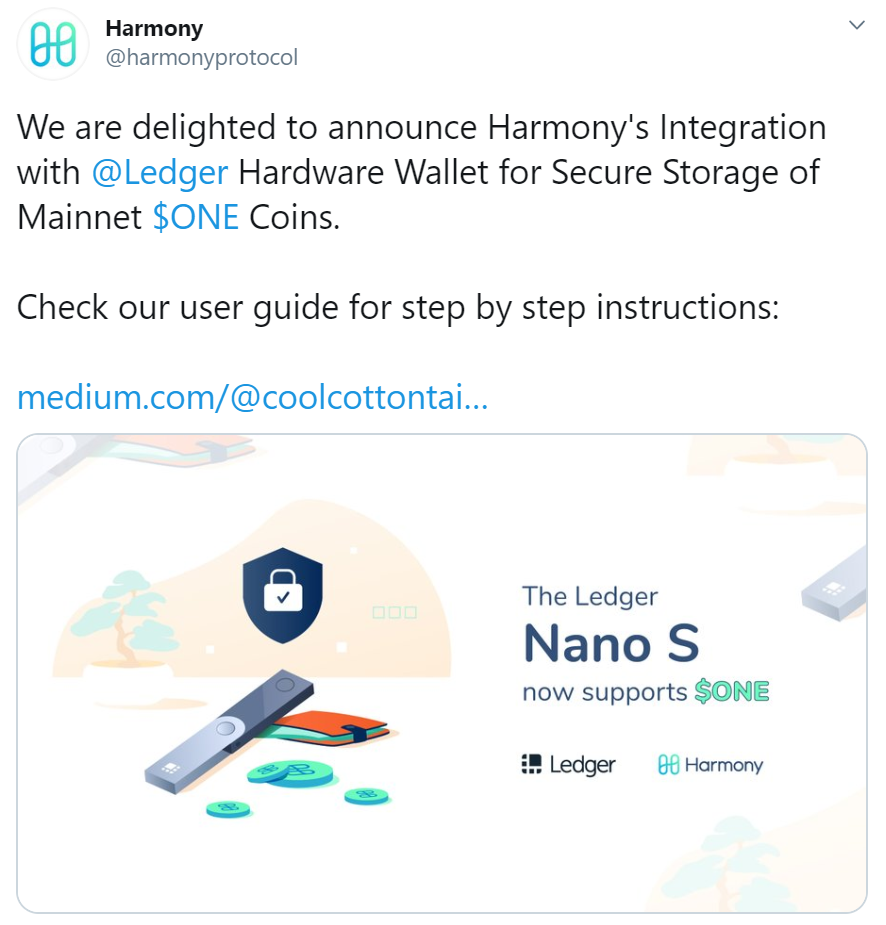 Harmony
@harmonyprotocol
We are delighted to announce Harmony's Integration
with @Ledger Hardware Wallet for Secure Storage of
Mainnet $ONE Coins.
Check our user guide for step by step instructions:
medium.com/@coolcottontai...
The Ledger
Nano S
now supports $ONE
Ledger
Harmony